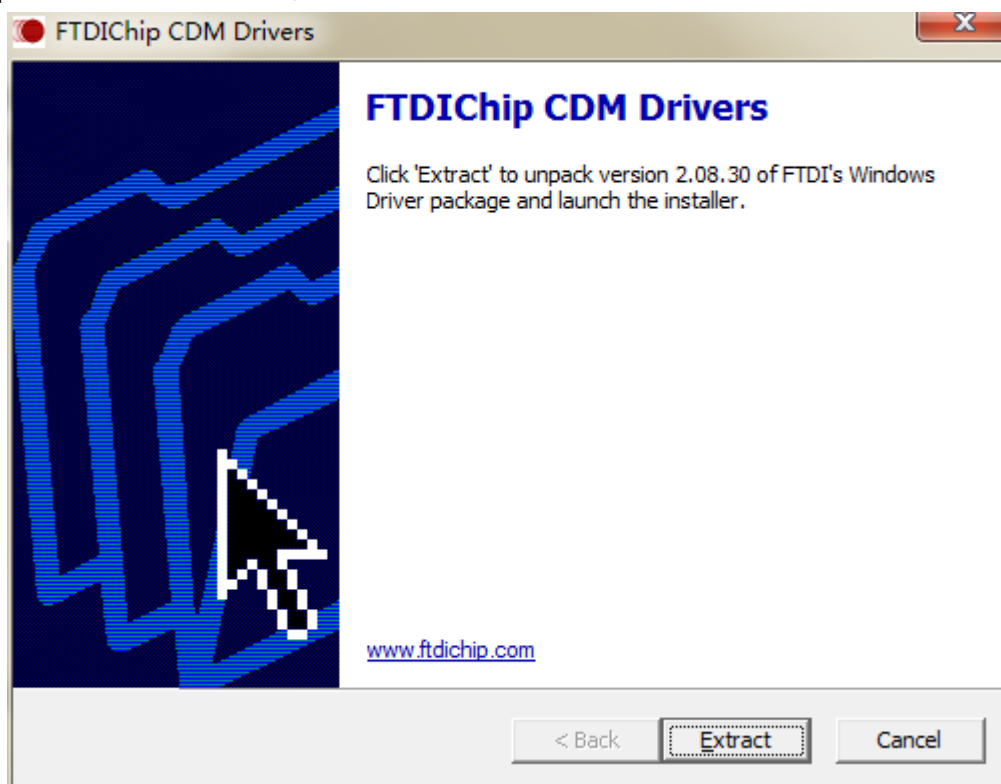 FTDIChip CDM Drivers
X
FTDIChip CDM Drivers
Click 'Extract' to unpack version 2.08.30 of FTDI's Windows
Driver package and launch the installer.
www.ftdichip.com
< Back
Extract
Cancel